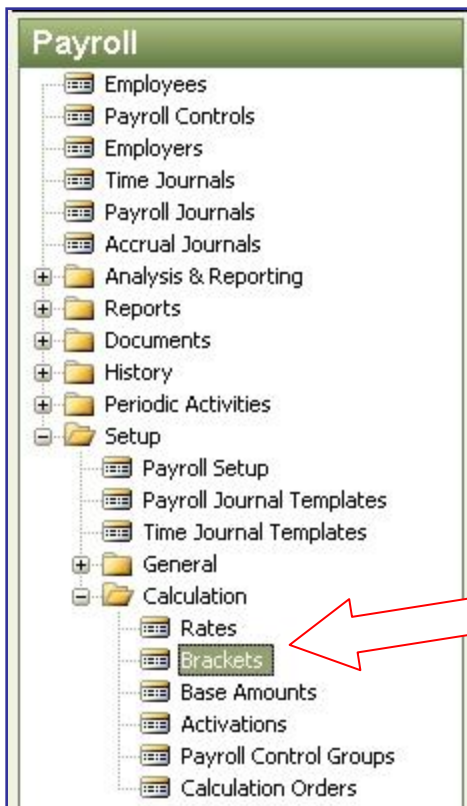 Payroll
Employees
Payroll Controls
Employers
Time Journals
Payroll Journals
Accrual Journals
Analysis & Reporting
Reports
Documents
History
Periodic Activities
Setup
Payroll Setup
Payroll Journal Templates
Time Journal Templates
General
Calculation
Rates
Brackets
Base Amounts
Activations
Payroll Control Groups
Calculation Orders